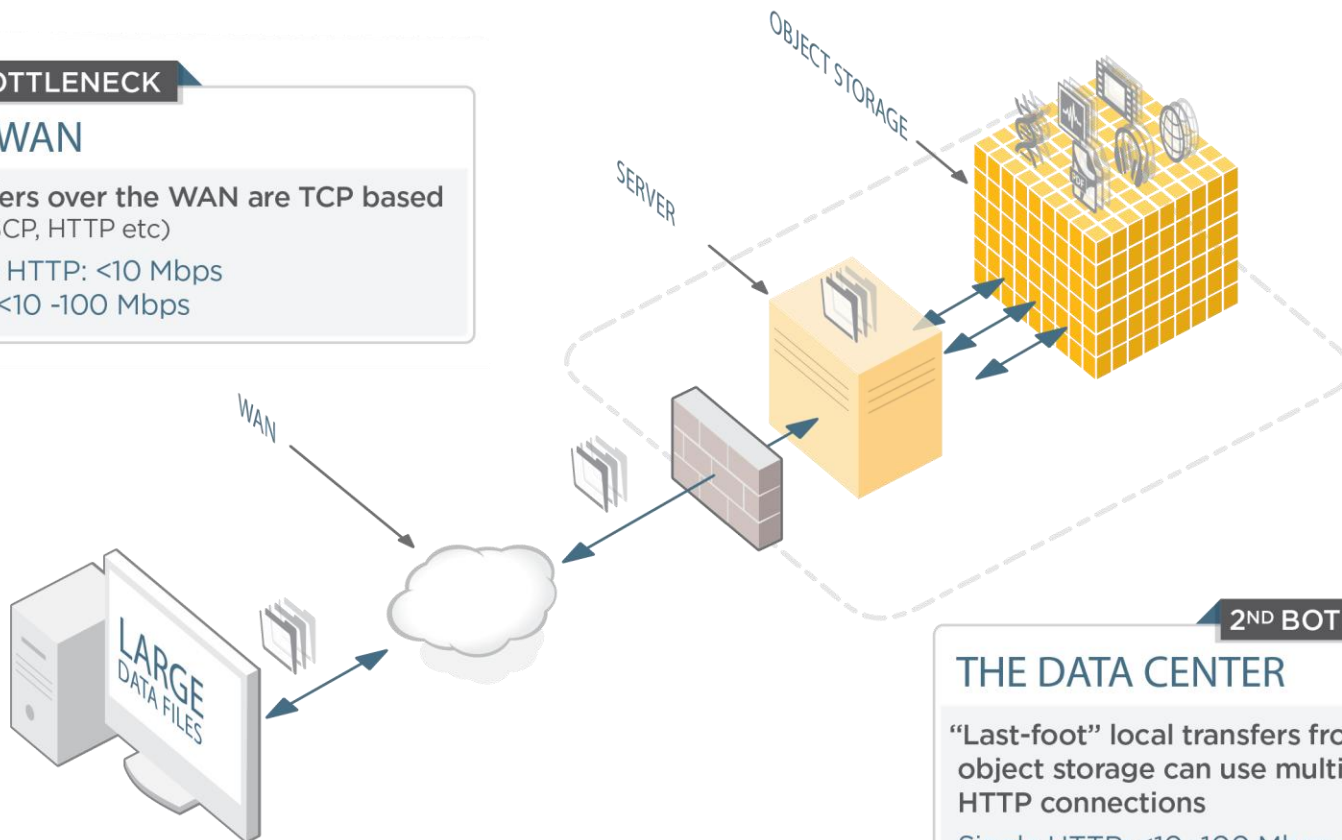 OTTLENECK
WAN
ers over the WAN are TCP based
CP, HTTP etc)
HTTP: <10 Mbps
<10 -100 Mbps
OBJECT STORAGE
SERVER
PDF
WAN
LARGE
DATA FILES
2ND BOT
THE DATA CENTER
“Last-foot” local transfers fro
object storage can use multi
HTTP connections